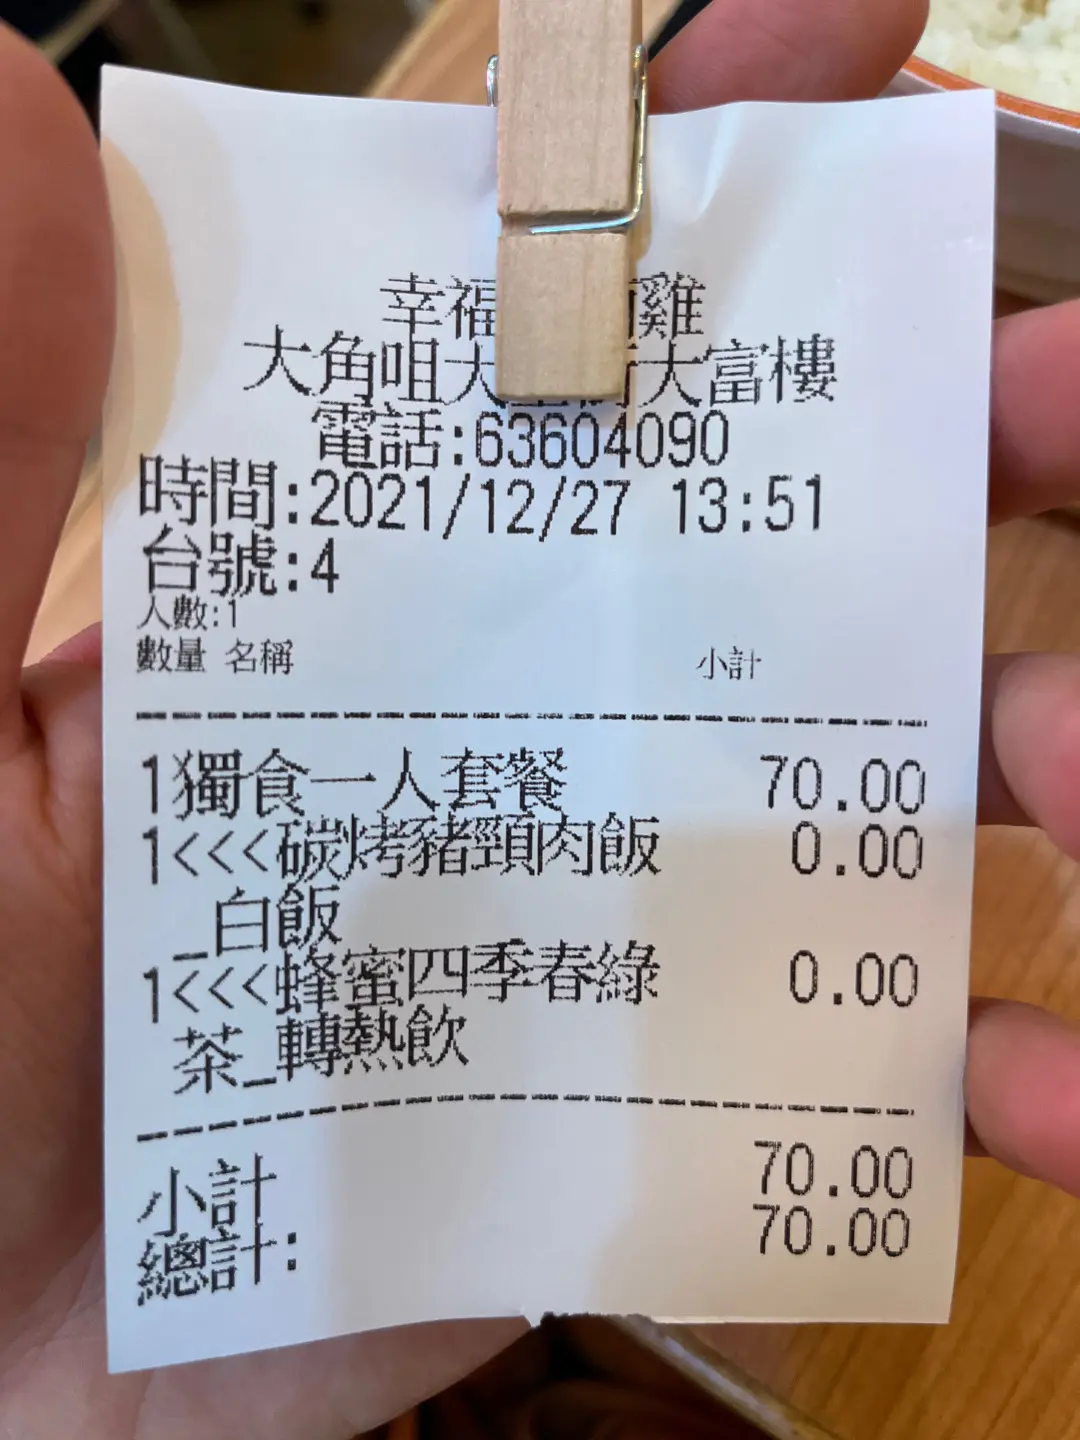 幸福 雞
大角咀大 大富樓
電話:63604090
時間:2021/12/27 13:51
台號:4
人數:1
數量 名稱 小計
1獨食一人套餐 70.00
1<<<碳烤豬頸肉飯 0.00
_白飯
1<<<蜂蜜四季春綠 0.00
茶_轉熱飲
小計 70.00
總計: 70.00